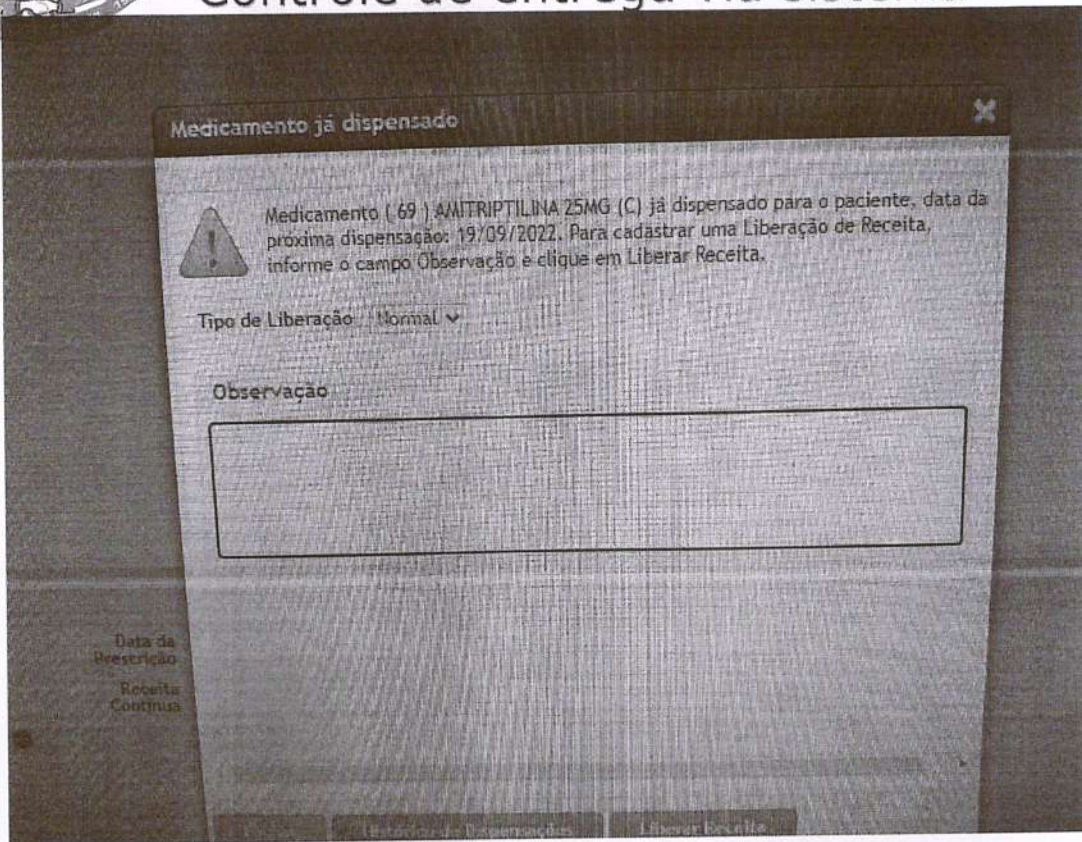 Controle de entrega via sistema
Medicamento já dispensado
Medicamento ( 69 ) AMITRIPTILINA 25MG (C) já dispensado para o paciente, data da
próxima dispensação: 19/09/2022. Para cadastrar uma Liberação de Receita,
informe o campo Observação e clique em Liberar Receita.
Tipo de Liberação Normal
Observação
Data da
Prescrição
Receita
Contínua
Histórico de Dispensações Liberar Receita